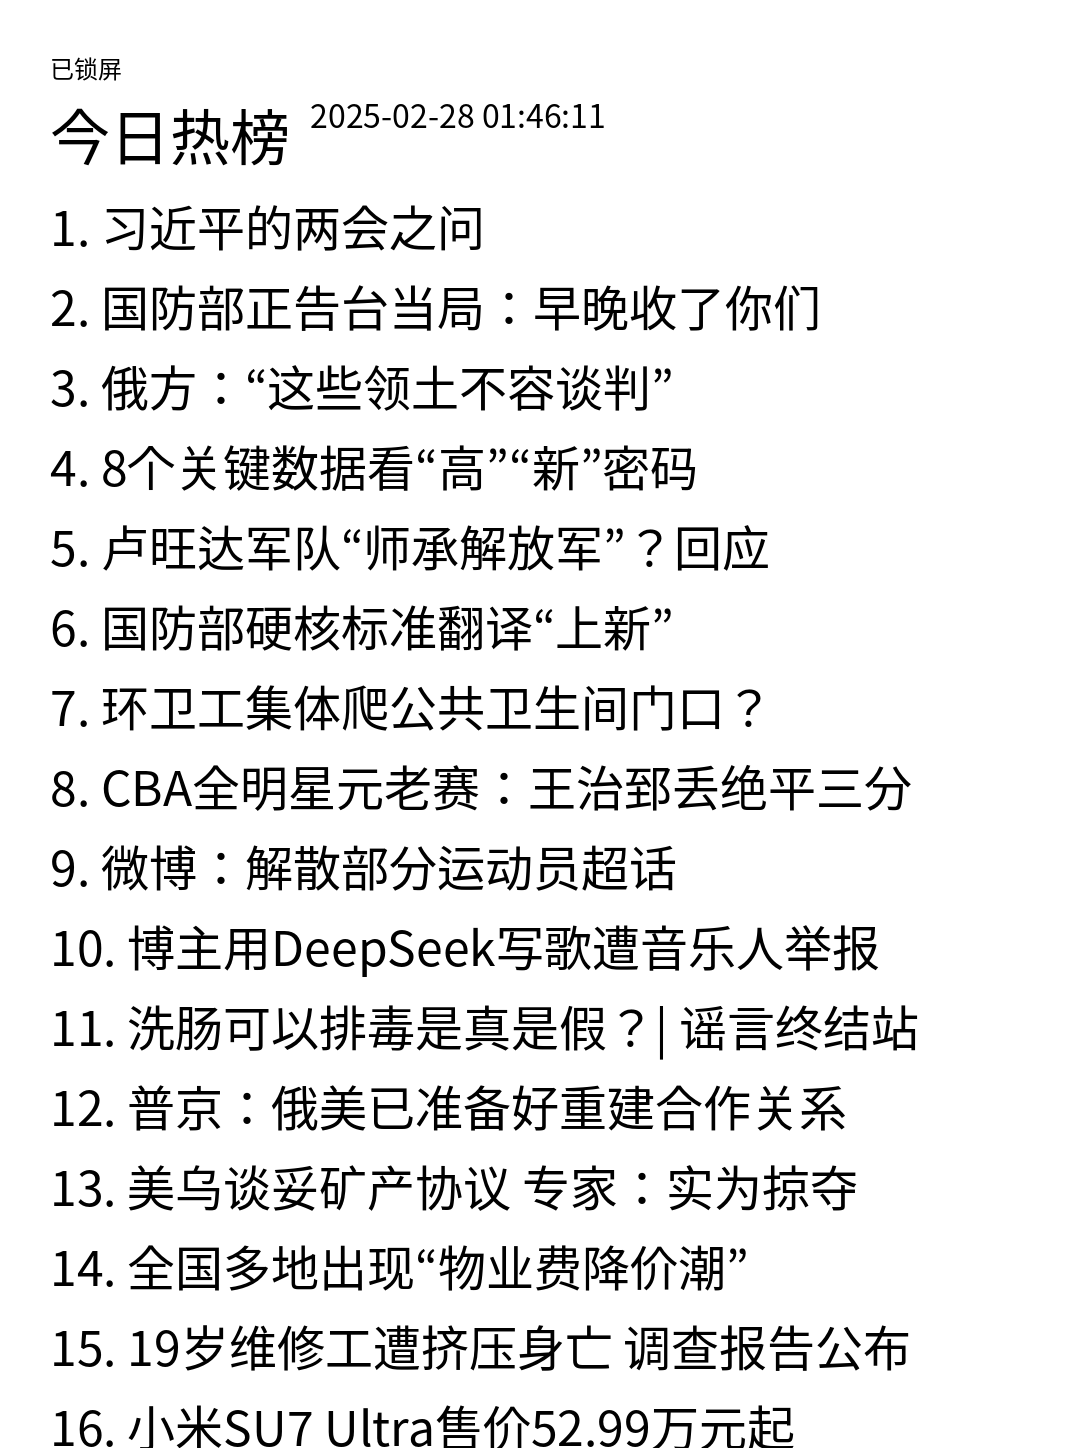 已锁屏
今日热榜 2025-02-28 01:46:11
1. 习近平的两会之问
2. 国防部正告台当局：早晚收了你们
3. 俄方：“这些领土不容谈判”
4. 8个关键数据看“高”“新”密码
5. 卢旺达军队“师承解放军”？回应
6. 国防部硬核标准翻译“上新”
7. 环卫工集体爬公共卫生间门口？
8. CBA全明星元老赛：王治郅丢绝平三分
9. 微博：解散部分运动员超话
10. 博主用DeepSeek写歌遭音乐人举报
11. 洗肠可以排毒是真是假？| 谣言终结站
12. 普京：俄美已准备好重建合作关系
13. 美乌谈妥矿产协议 专家：实为掠夺
14. 全国多地出现“物业费降价潮”
15. 19岁维修工遭挤压身亡 调查报告公布
16. 小米SU7 Ultra售价52.99万元起